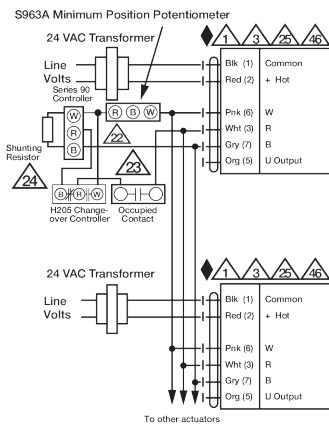 S963A Minimum Position Potentiometer
24 VAC Transformer
1 3 25 46
Line
Volts
Blk (1) Common
Red (2) + Hot
Series 90
Controller
W
R
B
R B W
Pnk (6) W
Wht (3) R
Gry (7) B
Org (5) U Output
22
Shunting
Resistor
24
23
B R W
H205 Change-
over Controller
Occupied
Contact
24 VAC Transformer
1 3 25 46
Line
Volts
Blk (1) Common
Red (2) + Hot
Pnk (6) W
Wht (3) R
Gry (7) B
Org (5) U Output
To other actuators